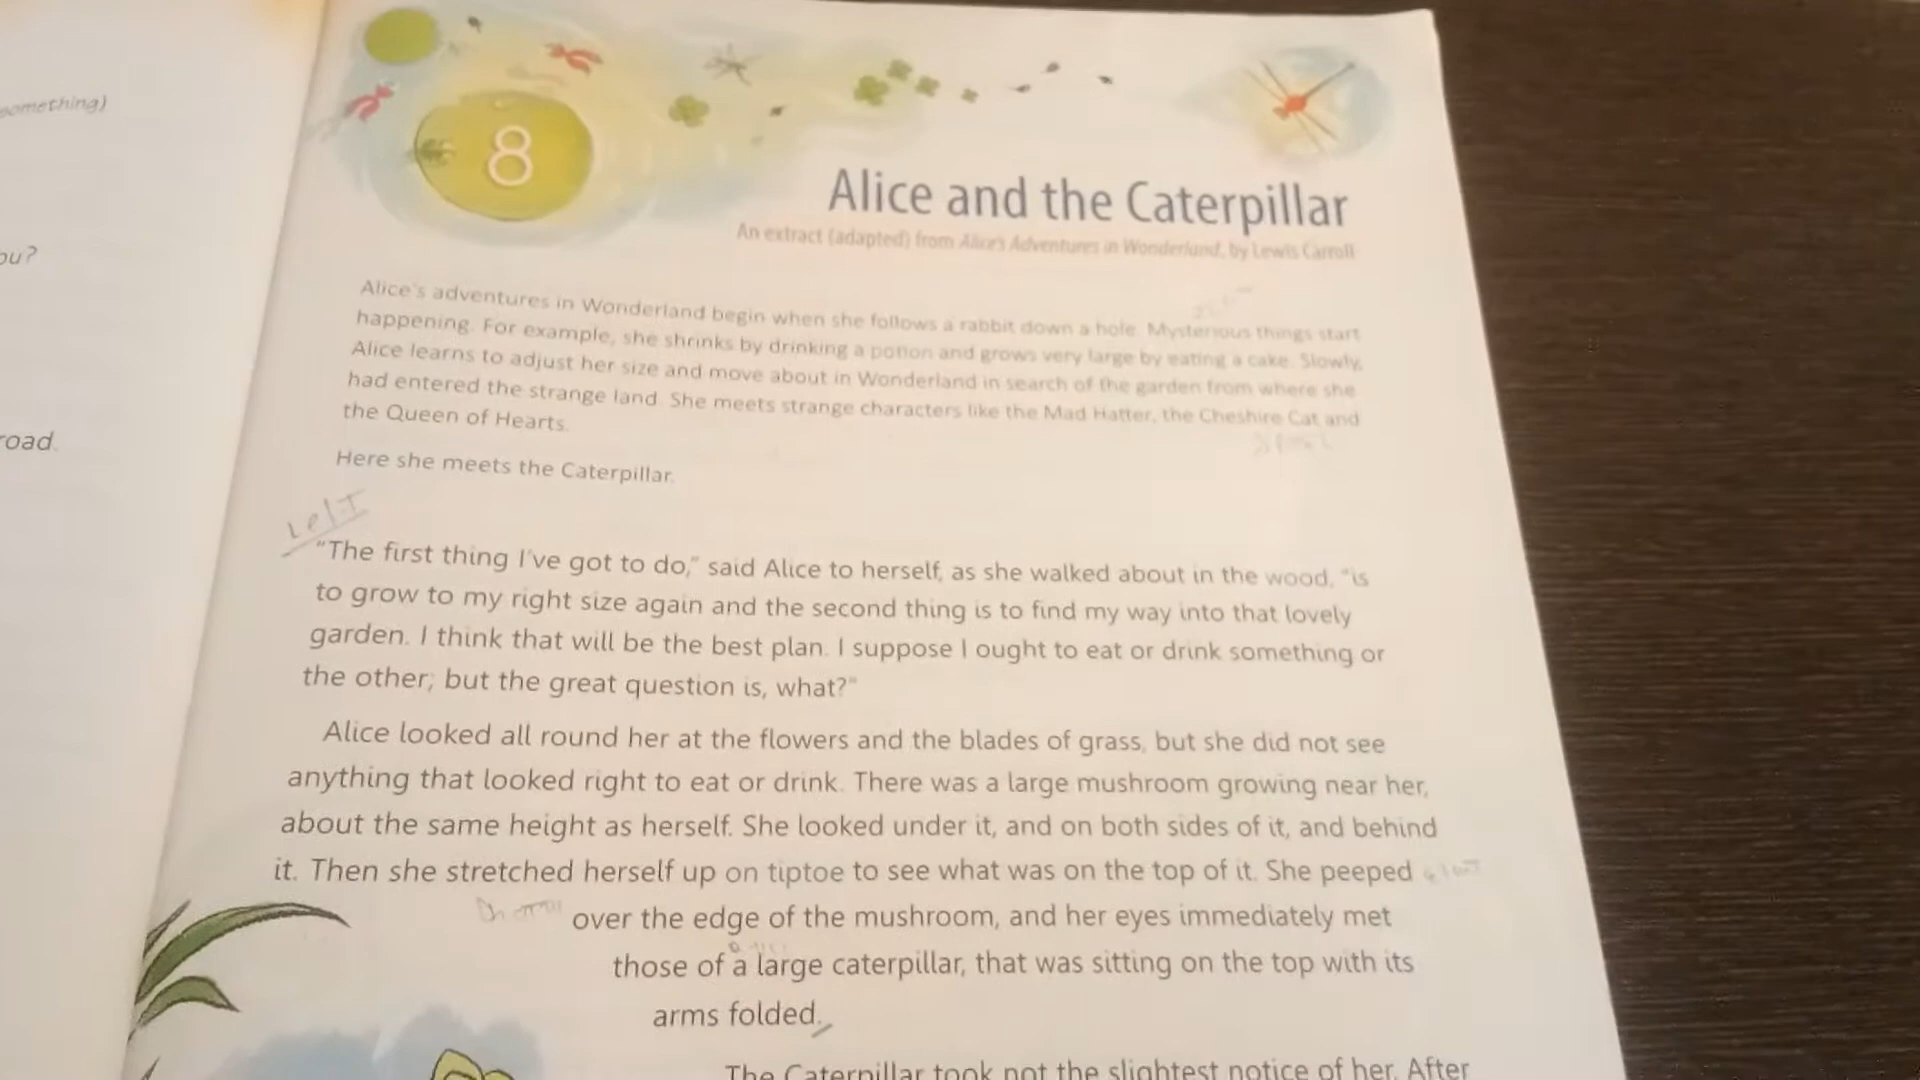 something)
ou?
road.
8
Alice and the Caterpillar
An extract (adapted) from Alice's Adventures in Wonderland, by Lewis Carroll
Alice's adventures in Wonderland begin when she follows a rabbit down a hole. Mysterious things start
happening. For example, she shrinks by drinking a potion and grows very large by eating a cake. Slowly,
Alice learns to adjust her size and move about in Wonderland in search of the garden from where she
had entered the strange land. She meets strange characters like the Mad Hatter, the Cheshire Cat and
the Queen of Hearts.
Here she meets the Caterpillar.
"The first thing I've got to do," said Alice to herself, as she walked about in the wood, "is
to grow to my right size again and the second thing is to find my way into that lovely
garden. I think that will be the best plan. I suppose I ought to eat or drink something or
the other; but the great question is, what?"
Alice looked all round her at the flowers and the blades of grass, but she did not see
anything that looked right to eat or drink. There was a large mushroom growing near her,
about the same height as herself. She looked under it, and on both sides of it, and behind
it. Then she stretched herself up on tiptoe to see what was on the top of it. She peeped
over the edge of the mushroom, and her eyes immediately met
those of a large caterpillar, that was sitting on the top with its
arms folded.
The Caterpillar took not the slightest notice of her. After